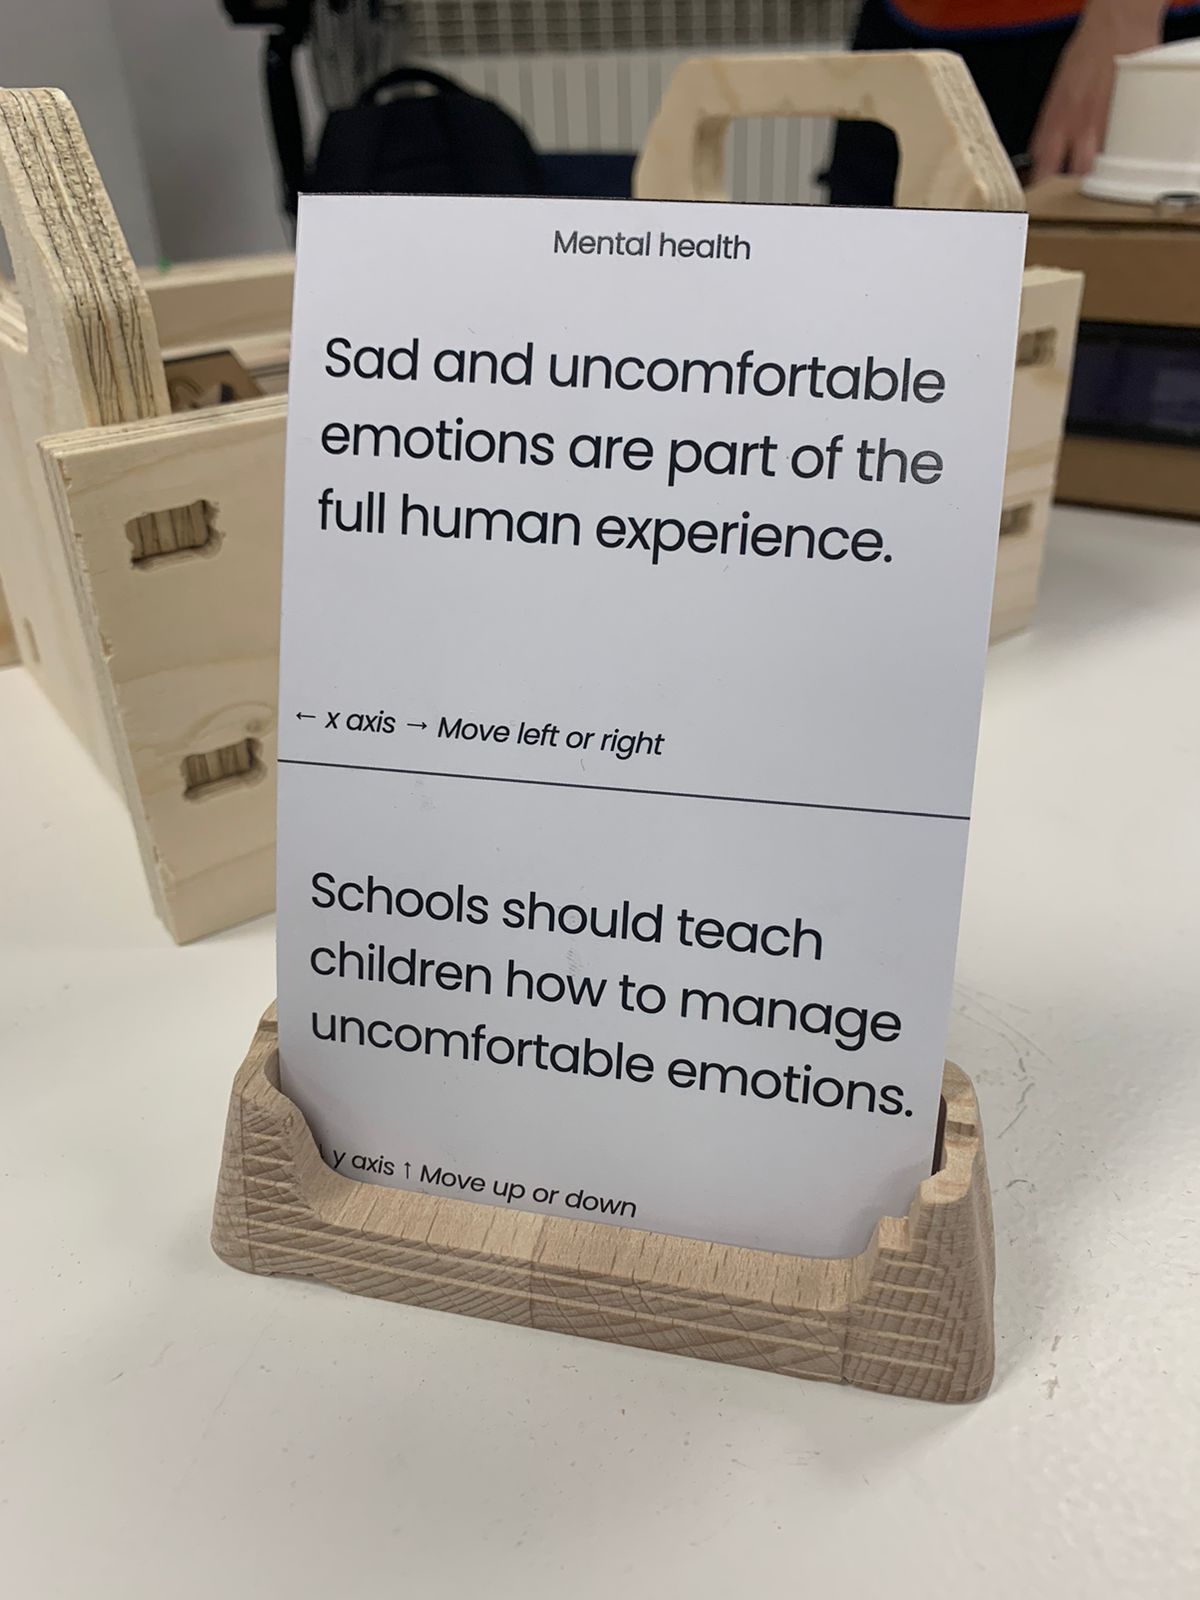 Mental health
Sad and uncomfortable
emotions are part of the
full human experience.
← x axis → Move left or right
Schools should teach
children how to manage
uncomfortable emotions.
y axis ↑ Move up or down